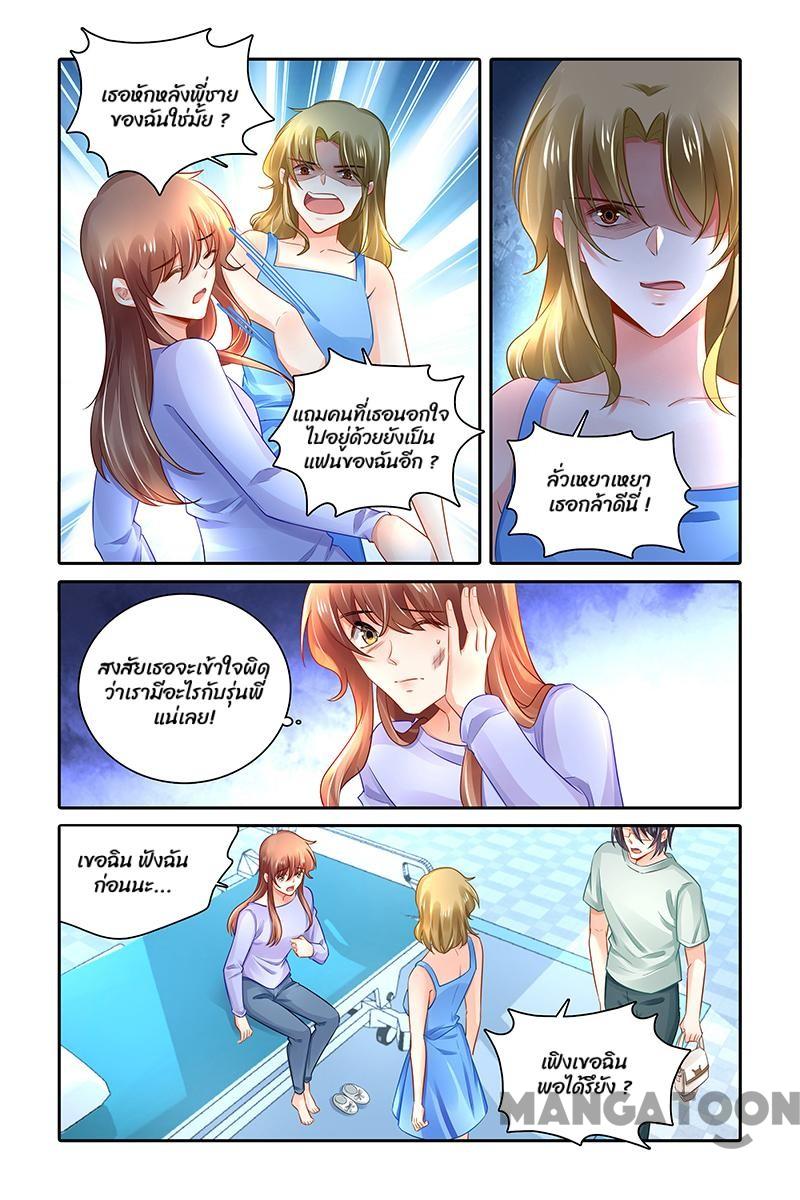 เธอหักหลังพี่ชาย
ของฉันใช่มั้ย ?
แถมคนที่เธอนอกใจ
ไปอยู่ด้วยยังเป็น
แฟนของฉันอีก ?
ลั่วเหยาเหยา
เธอกล้าดีนี่ !
สงสัยเธอจะเข้าใจผิด
ว่าเรามีอะไรกับรุ่นพี่
แน่เลย!
เขอฉิน ฟังฉัน
ก่อนนะ...
เฟิงเขอฉิน
พอได้รึยัง ?
MANGATOON